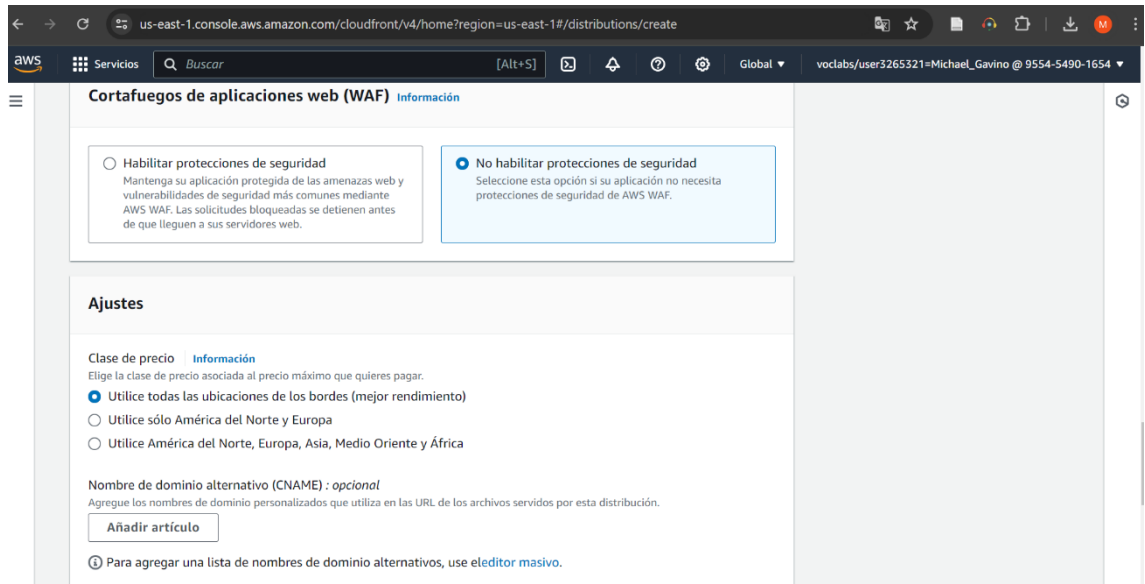 us-east-1.console.aws.amazon.com/cloudfront/v4/home?region=us-east-1#/distributions/create
M
aws
Servicios
Buscar
[Alt+S]
Global
voclabs/user3265321=Michael_Gavino @ 9554-5490-1654
Cortafuegos de aplicaciones web (WAF) Información
Habilitar protecciones de seguridad
Mantenga su aplicación protegida de las amenazas web y
vulnerabilidades de seguridad más comunes mediante
AWS WAF. Las solicitudes bloqueadas se detienen antes
de que lleguen a sus servidores web.
No habilitar protecciones de seguridad
Seleccione esta opción si su aplicación no necesita
protecciones de seguridad de AWS WAF.
Ajustes
Clase de precio Información
Elige la clase de precio asociada al precio máximo que quieres pagar.
Utilice todas las ubicaciones de los bordes (mejor rendimiento)
Utilice sólo América del Norte y Europa
Utilice América del Norte, Europa, Asia, Medio Oriente y África
Nombre de dominio alternativo (CNAME) : opcional
Agregue los nombres de dominio personalizados que utiliza en las URL de los archivos servidos por esta distribución.
Añadir artículo
Para agregar una lista de nombres de dominio alternativos, use eleditor masivo.